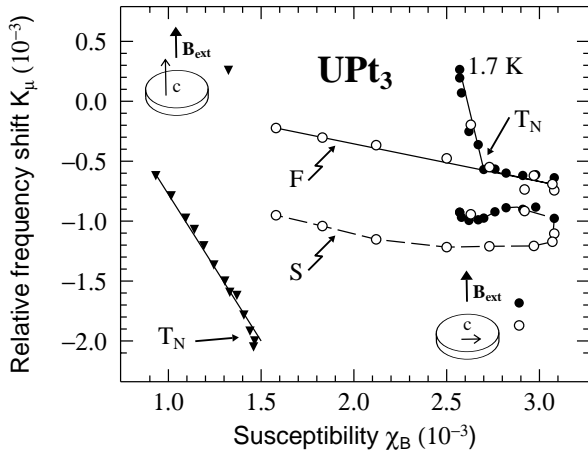 Relative frequency shift K_μ (10⁻³)
0.5
0.0
−0.5
−1.0
−1.5
−2.0
B_ext
c
UPt₃
1.7 K
T_N
F
S
T_N
B_ext
c
1.0 1.5 2.0 2.5 3.0
Susceptibility χ_B (10⁻³)